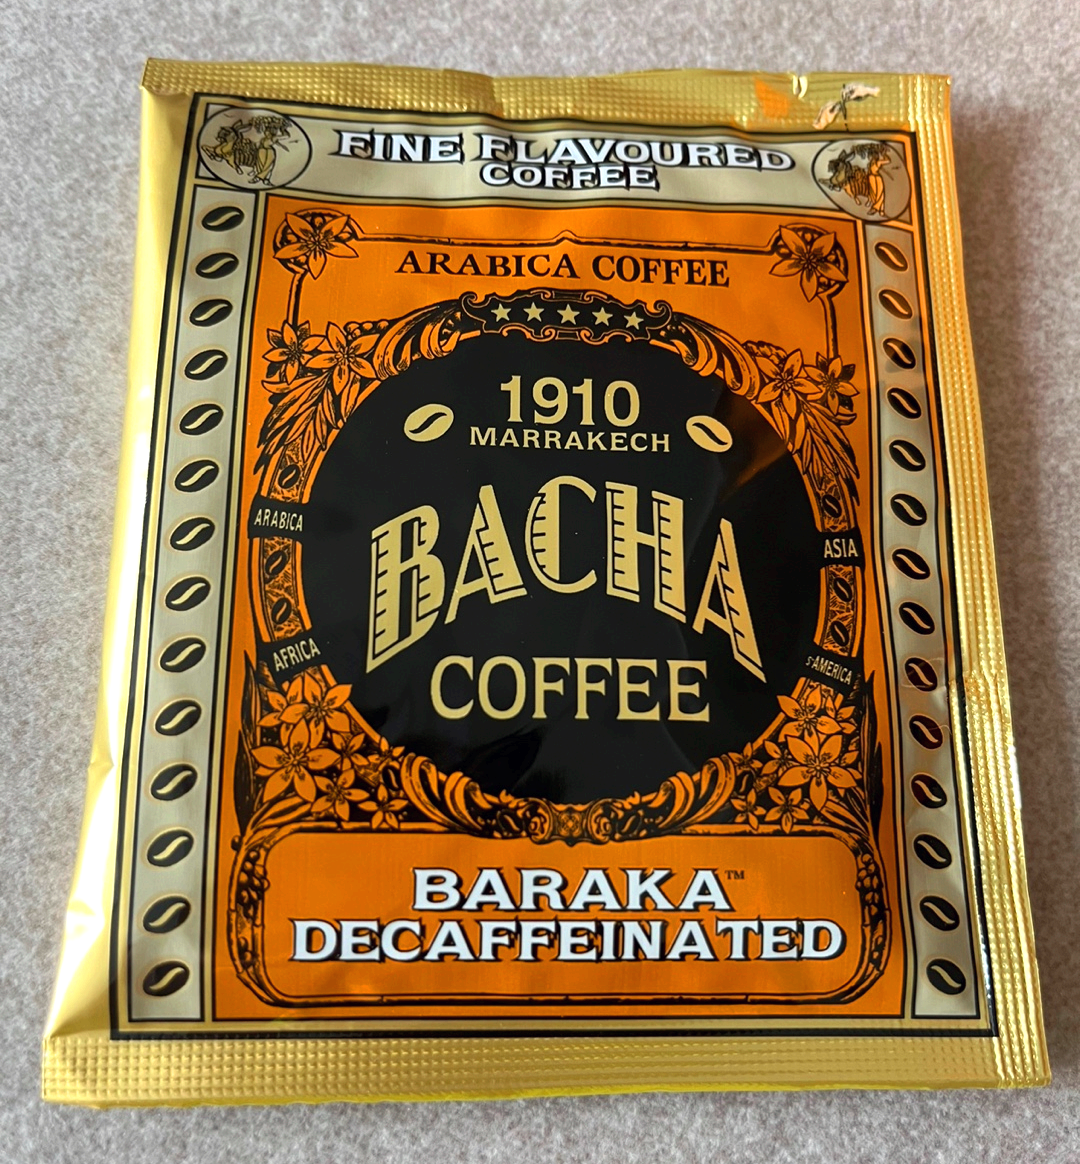 FINE FLAVOURED
COFFEE
ARABICA COFFEE
1910
MARRAKECH
BACHA
COFFEE
ARABICA
ASIA
AFRICA
S·AMERICA
BARAKA™
DECAFFEINATED